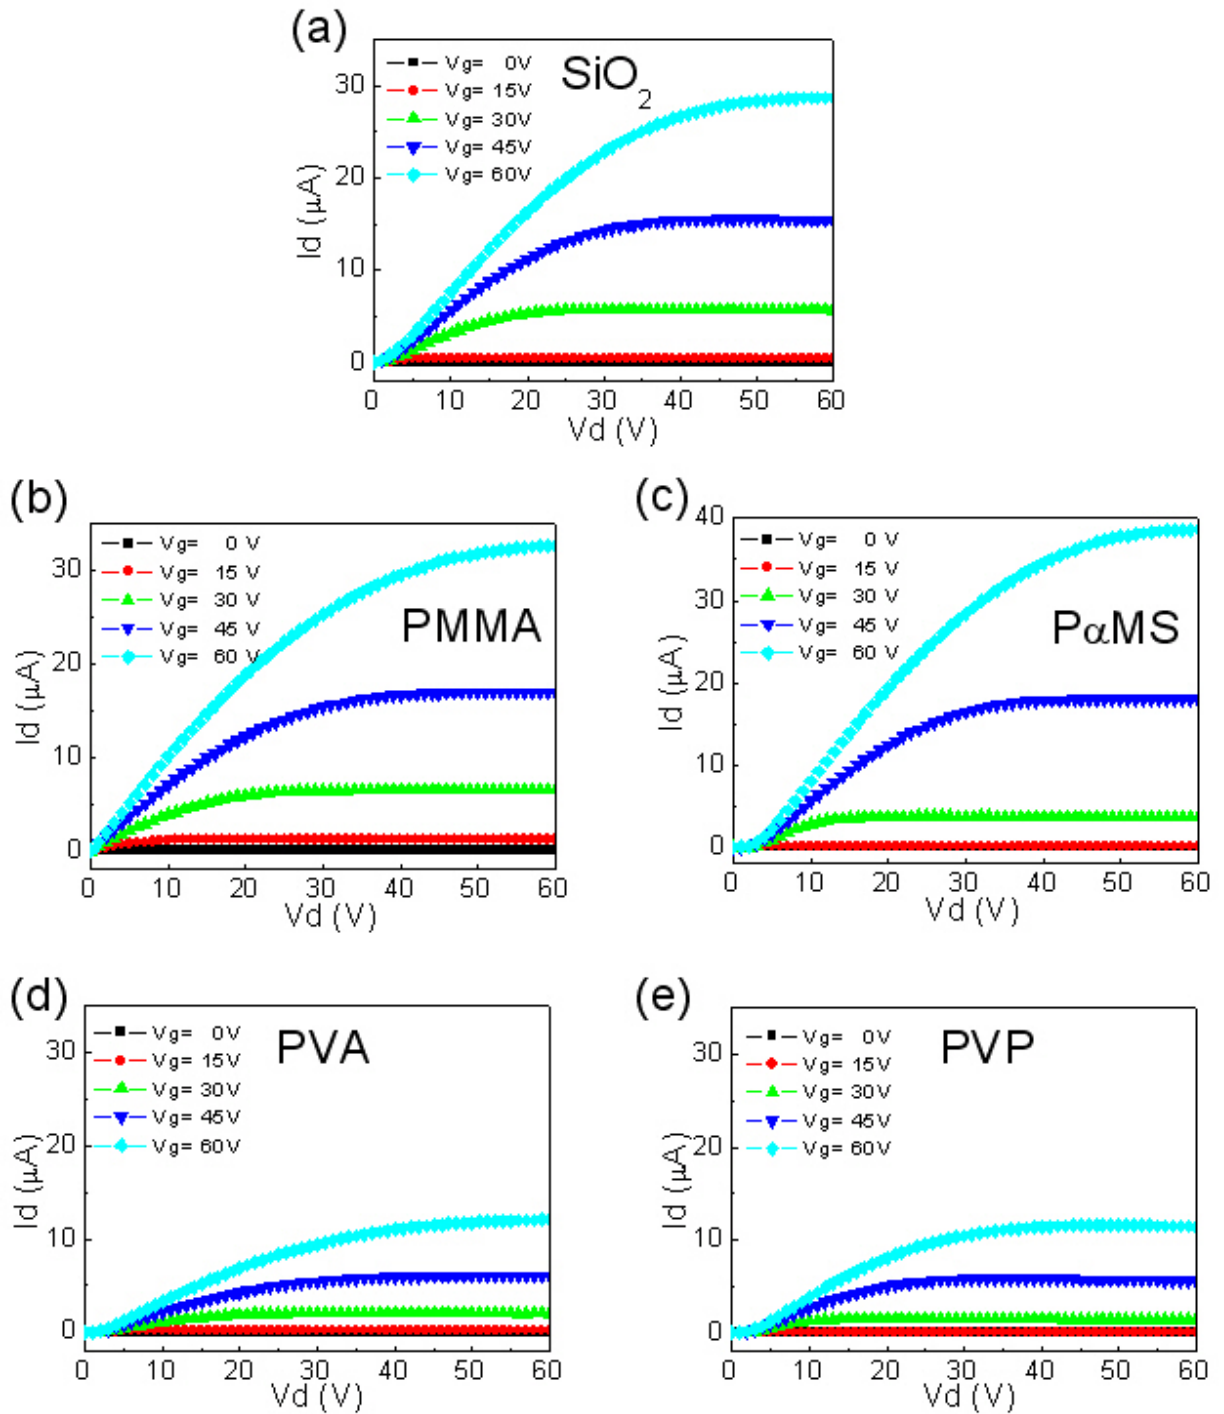 (a)
SiO2
Vg= 0V
Vg= 15V
Vg= 30V
Vg= 45V
Vg= 60V
30
20
10
0
Id (μA)
0 10 20 30 40 50 60
Vd (V)
(b)
PMMA
Vg= 0 V
Vg= 15 V
Vg= 30 V
Vg= 45 V
Vg= 60 V
30
20
10
0
Id (μA)
0 10 20 30 40 50 60
Vd (V)
(c)
PαMS
Vg= 0 V
Vg= 15 V
Vg= 30 V
Vg= 45 V
Vg= 60 V
40
30
20
10
0
Id (μA)
0 10 20 30 40 50 60
Vd (V)
(d)
PVA
Vg= 0V
Vg= 15V
Vg= 30V
Vg= 45V
Vg= 60V
30
20
10
0
Id (μA)
0 10 20 30 40 50 60
Vd (V)
(e)
PVP
Vg= 0V
Vg= 15V
Vg= 30V
Vg= 45V
Vg= 60V
30
20
10
0
Id (μA)
0 10 20 30 40 50 60
Vd (V)